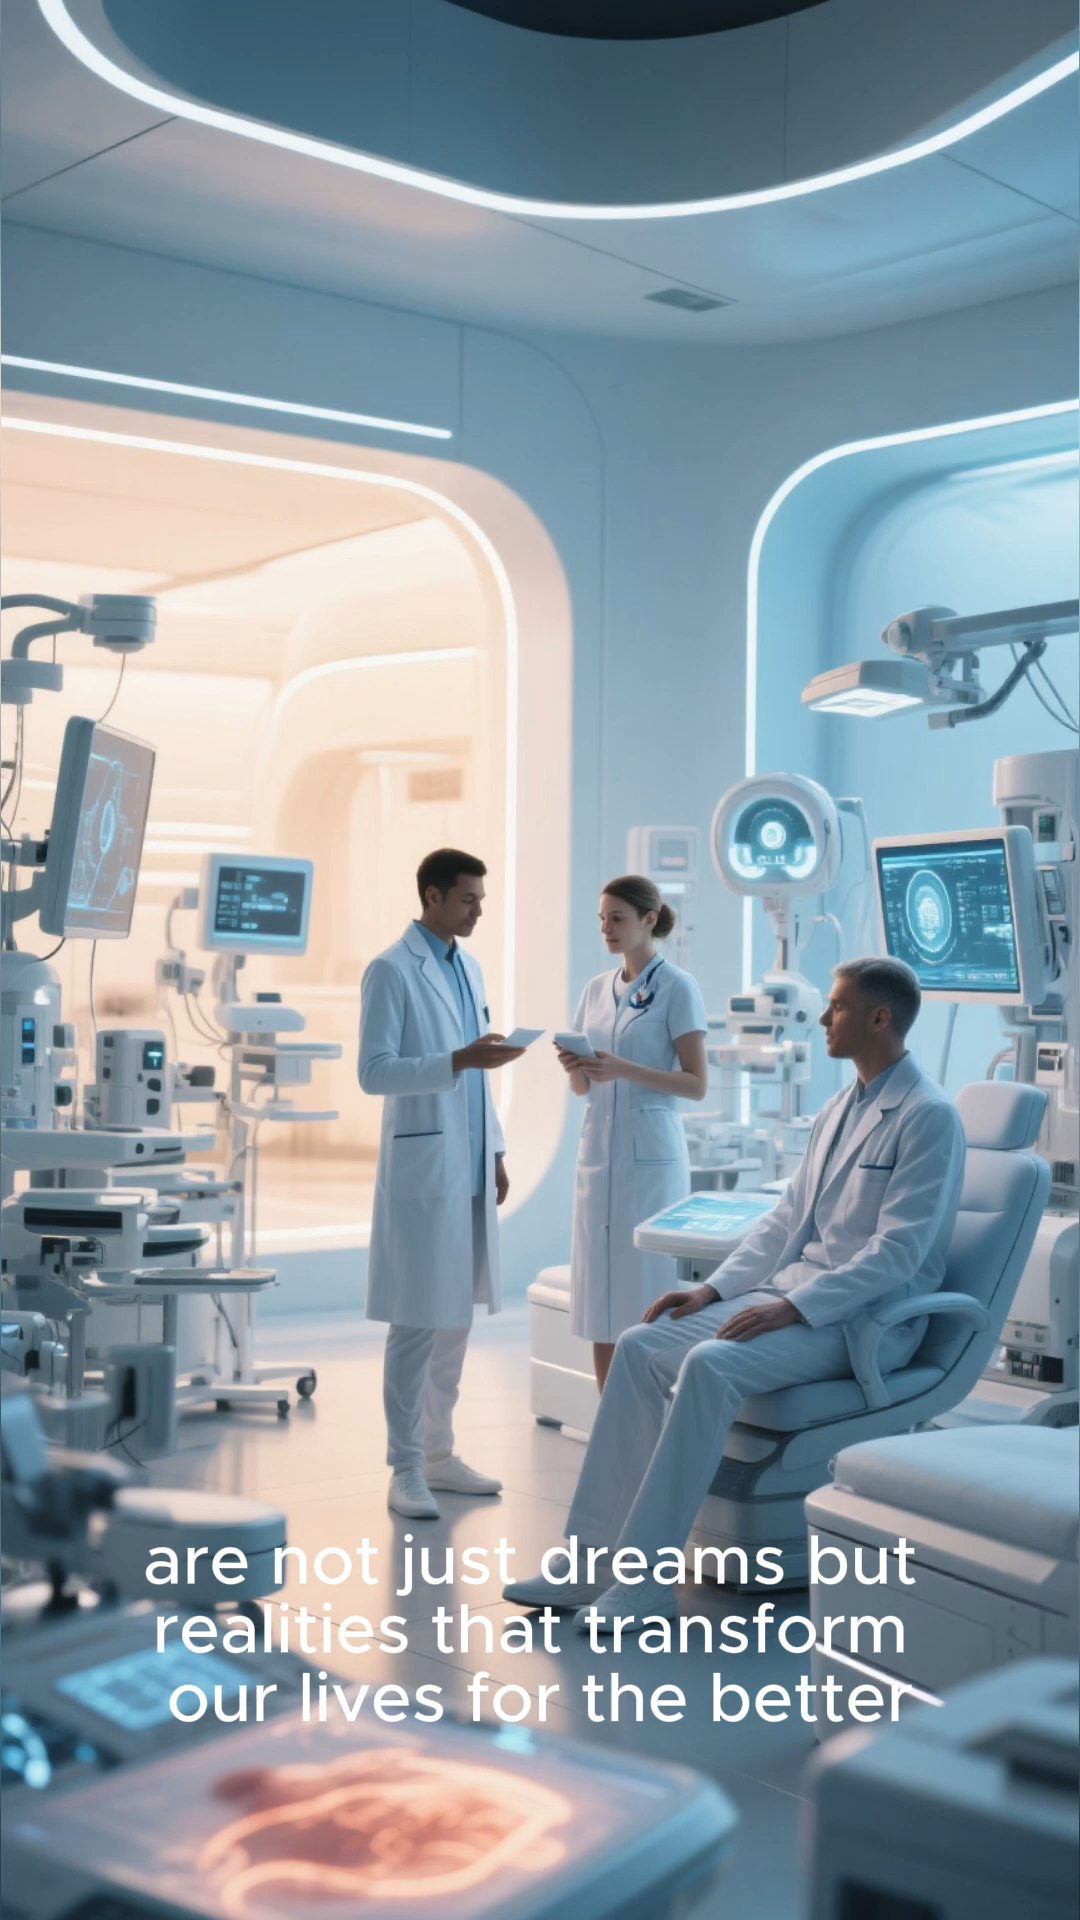 are not just dreams but
realities that transform
our lives for the better